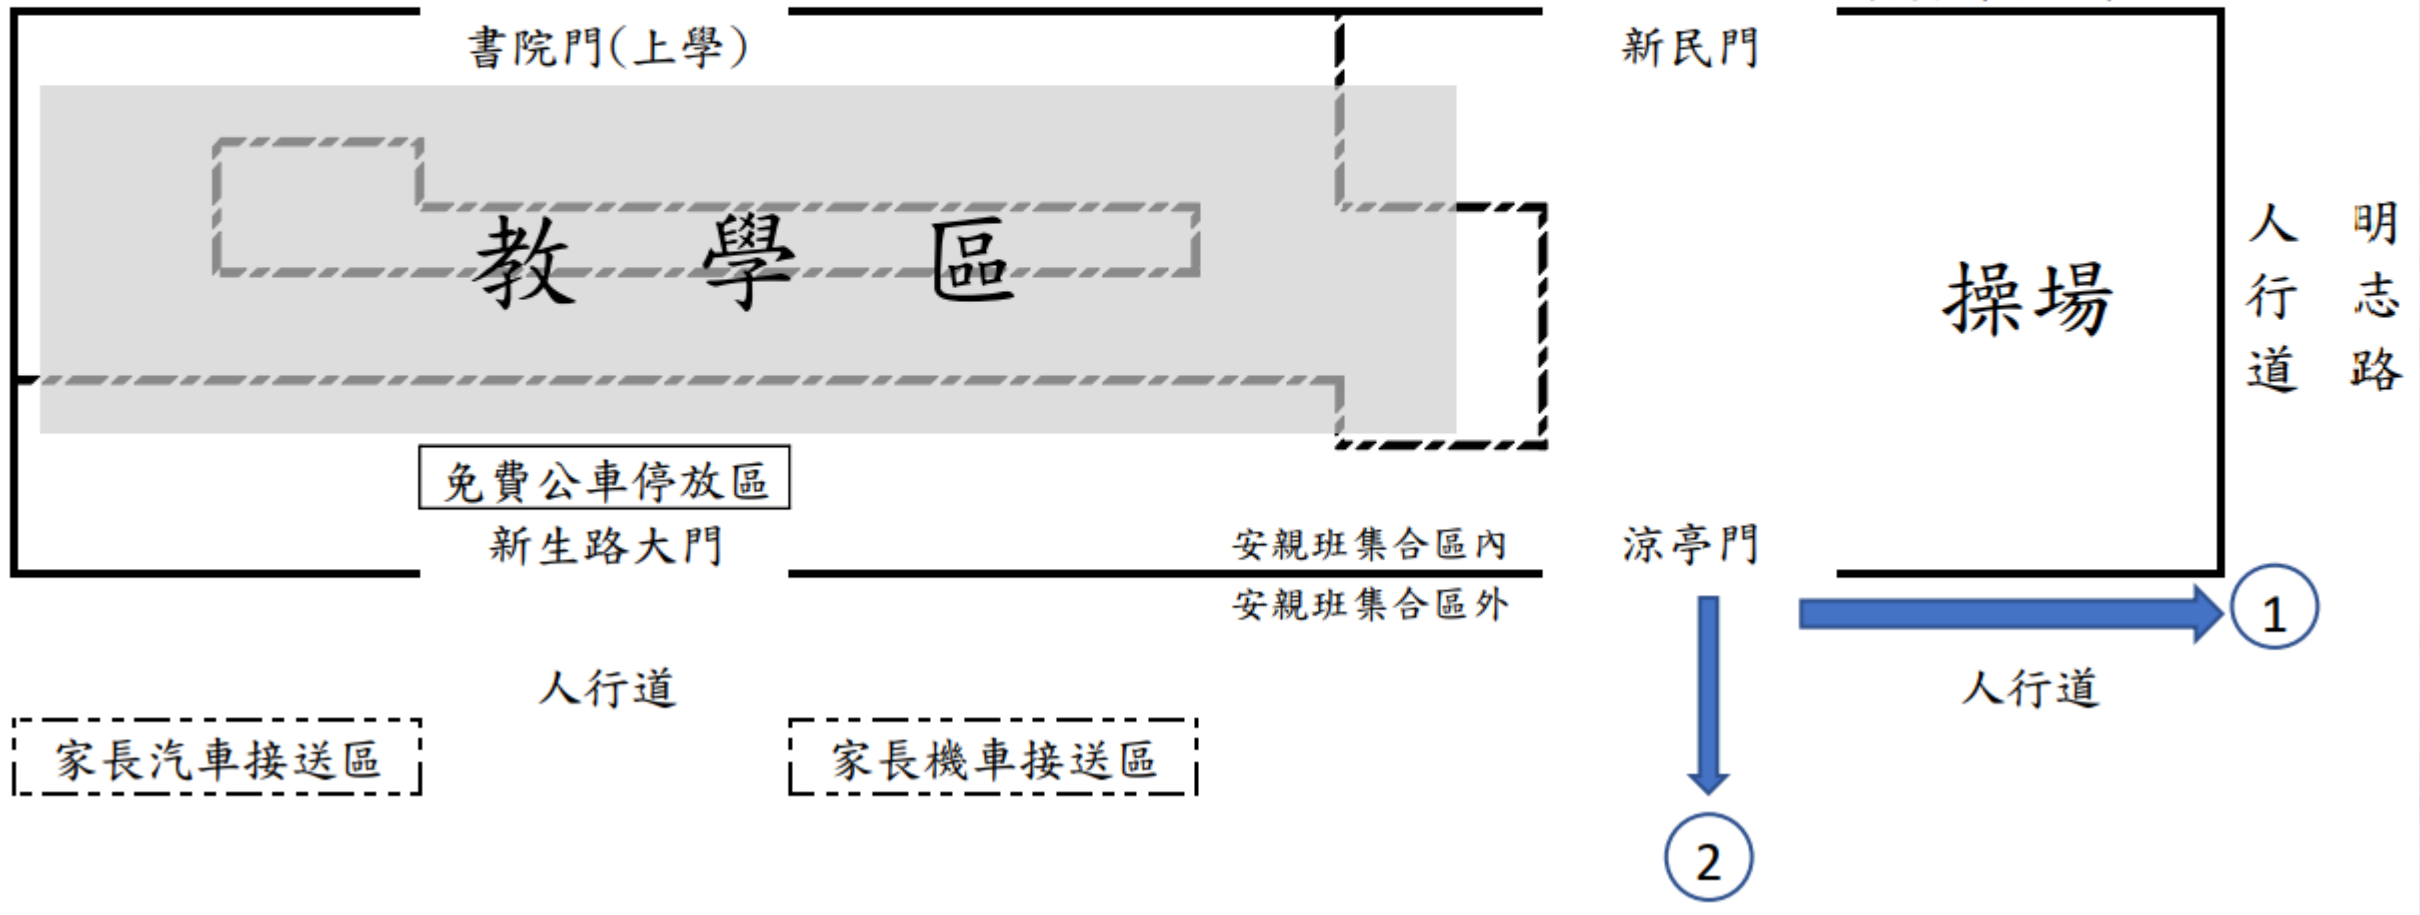 書院門(上學)
新民門
教學區
操場
人行道
明志路
免費公車停放區
新生路大門
安親班集合區內
涼亭門
安親班集合區外
1
人行道
人行道
家長汽車接送區
家長機車接送區
2